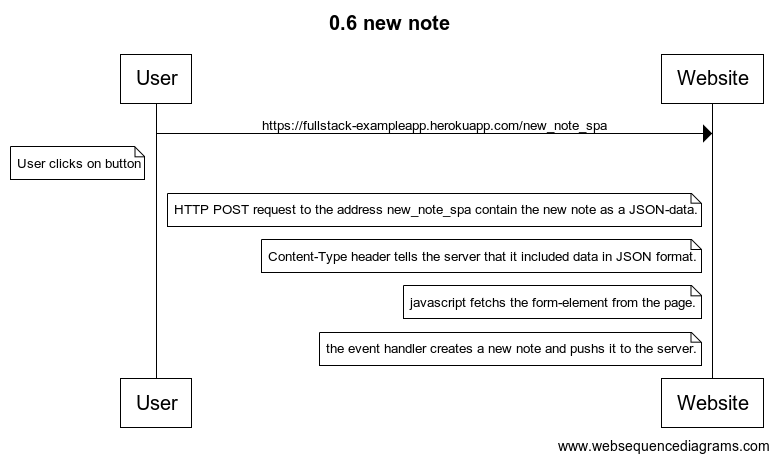 0.6 new note
User
Website
https://fullstack-exampleapp.herokuapp.com/new_note_spa
User clicks on button
HTTP POST request to the address new_note_spa contain the new note as a JSON-data.
Content-Type header tells the server that it included data in JSON format.
javascript fetchs the form-element from the page.
the event handler creates a new note and pushs it to the server.
User
Website
www.websequencediagrams.com